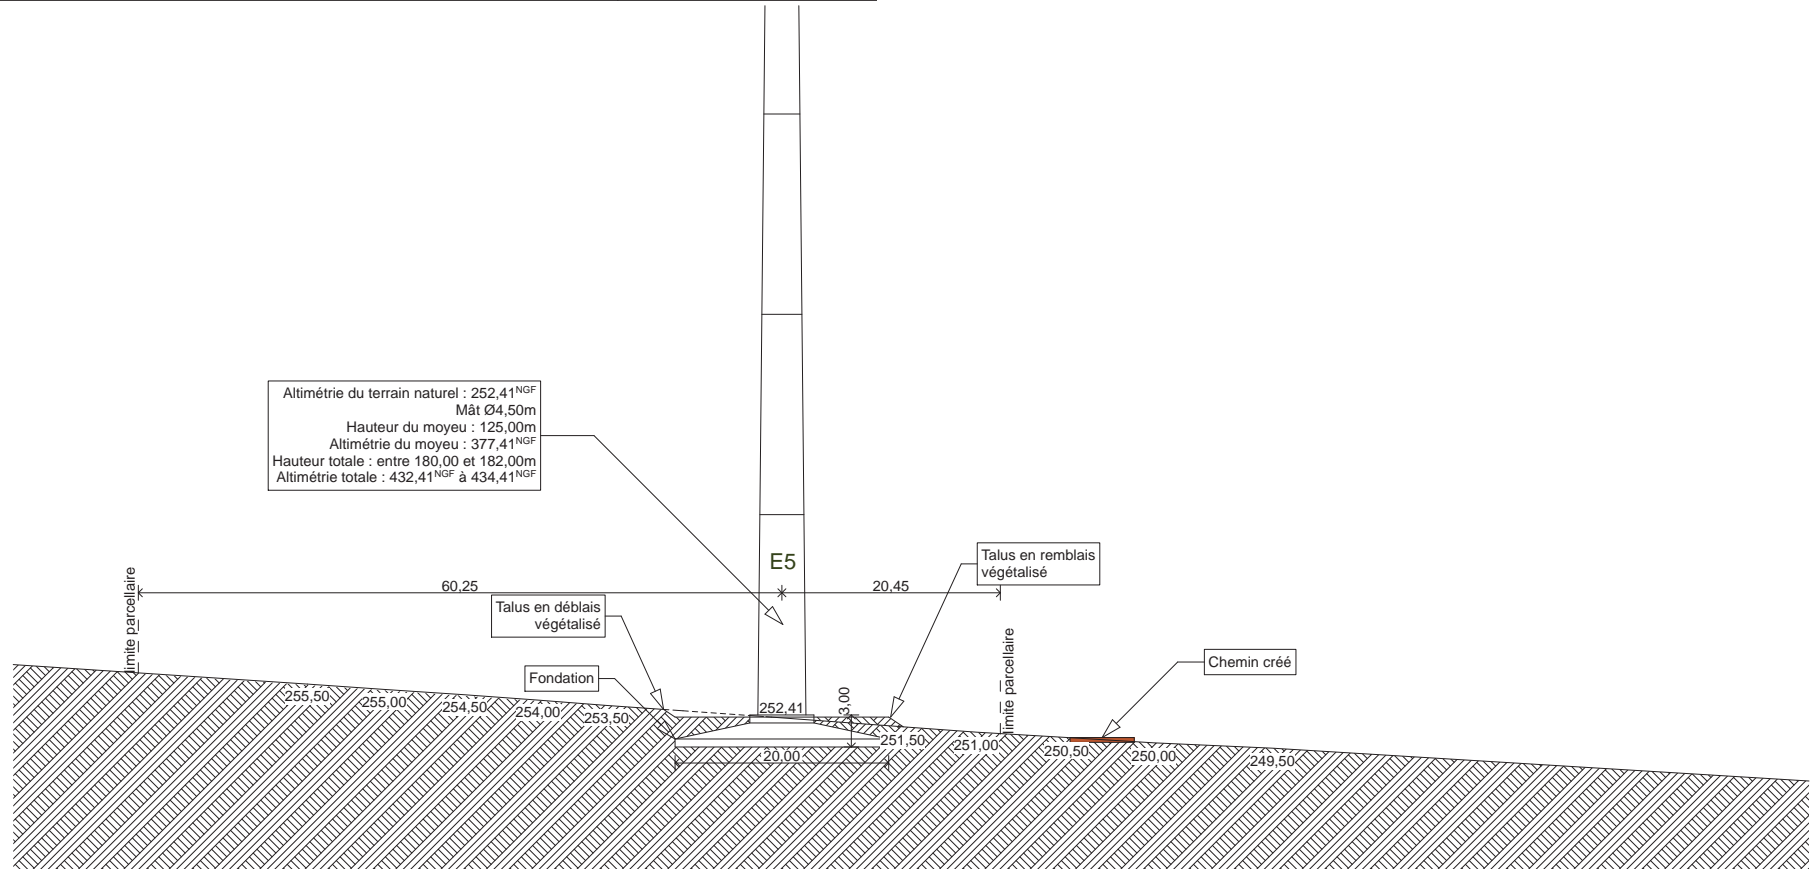 Altimétrie du terrain naturel : 252,41NGF
Mât Ø4,50m
Hauteur du moyeu : 125,00m
Altimétrie du moyeu : 377,41NGF
Hauteur totale : entre 180,00 et 182,00m
Altimétrie totale : 432,41NGF à 434,41NGF
E5
Talus en remblais
végétalisé
60,25
20,45
limite parcellaire
Talus en déblais
végétalisé
limite parcellaire
Chemin créé
Fondation
255,50
255,00
254,50
254,00
253,50
252,41
3,00
251,50
251,00
250,50
250,00
249,50
20,00